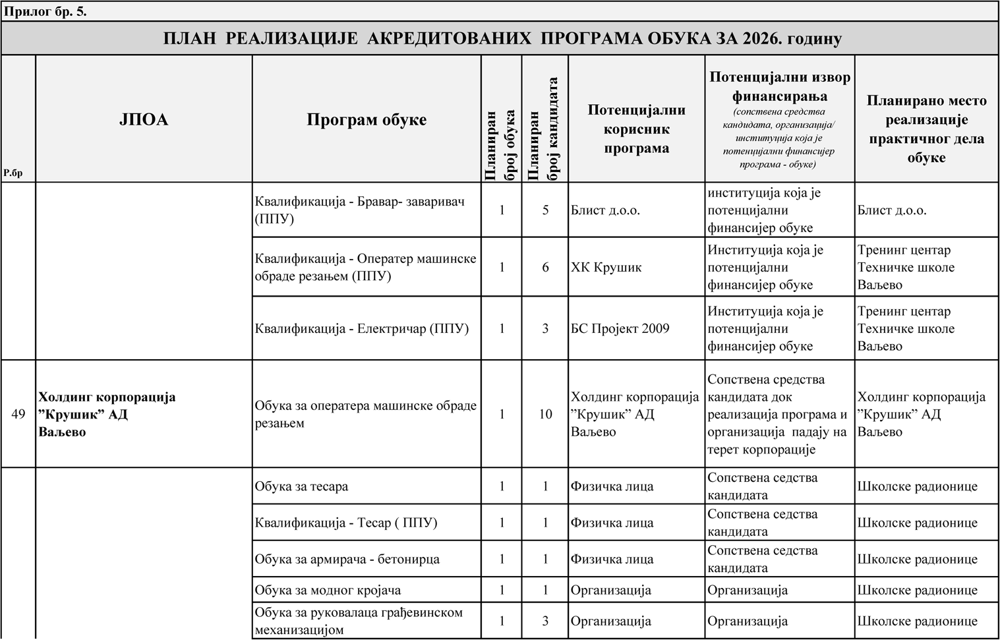 Прилог бр. 5.
ПЛАН РЕАЛИЗАЦИЈЕ АКРЕДИТОВАНИХ ПРОГРАМА ОБУКА ЗА 2026. годину
Р.бр
ЈПОА
Програм обуке
Планиран
број обука
Планиран
број кандидата
Потенцијални
корисник
програма
Потенцијални извор
финансирања
(сопствена средства
кандидата, организација/
институција која је
потенцијални финансијер
програма - обуке)
Планирано место
реализације
практичног дела
обуке
Квалификација - Бравар- заваривач
(ППУ)
1
5
Блист д.о.о.
институција која је
потенцијални
финансијер обуке
Блист д.о.о.
Квалификација - Оператер машинске
обраде резањем (ППУ)
1
6
ХК Крушик
Институција која је
потенцијални
финансијер обуке
Тренинг центар
Техничке школе
Ваљево
Квалификација - Електричар (ППУ)
1
3
БС Пројект 2009
Институција која је
потенцијални
финансијер обуке
Тренинг центар
Техничке школе
Ваљево
49
Холдинг корпорација
”Крушик” АД
Ваљево
Обука за оператера машинске обраде
резањем
1
10
Холдинг корпорација
”Крушик” АД
Ваљево
Сопствена средства
кандидата док
реализација програма и
организација падају на
терет корпорације
Холдинг корпорација
”Крушик” АД
Ваљево
Обука за тесара
1
1
Физичка лица
Сопствена седства
кандидата
Школске радионице
Квалификација - Тесар ( ППУ)
1
1
Физичка лица
Сопствена седства
кандидата
Школске радионице
Обука за армирача - бетонирца
1
1
Физичка лица
Сопствена седства
кандидата
Школске радионице
Обука за модног кројача
1
1
Организација
Организација
Школске радионице
Обука за руковалаца грађевинском
механизацијом
1
3
Организација
Организација
Школске радионице